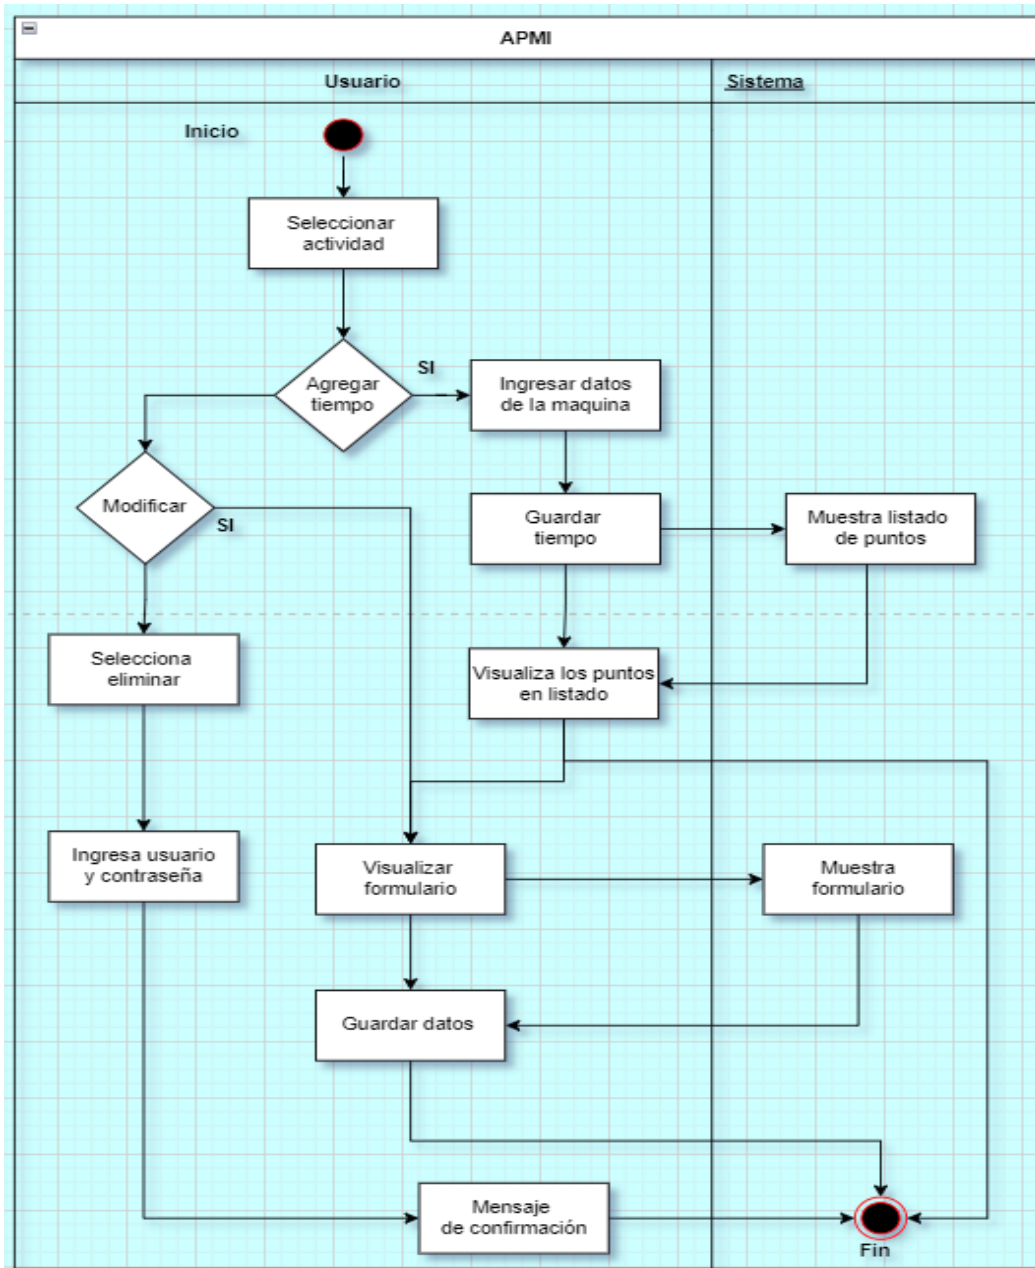 APMI
Usuario
Sistema
Inicio
Seleccionar
actividad
Agregar
tiempo
SI
Ingresar datos
de la maquina
Modificar
SI
Guardar
tiempo
Muestra listado
de puntos
Selecciona
eliminar
Visualiza los puntos
en listado
Ingresa usuario
y contraseña
Visualizar
formulario
Muestra
formulario
Guardar datos
Mensaje
de confirmación
Fin